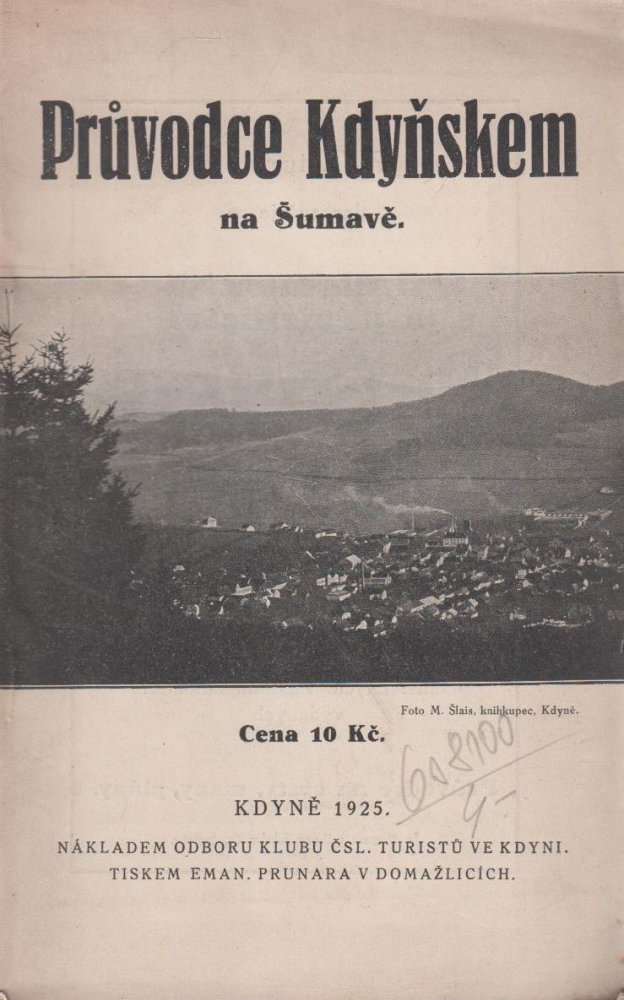 Průvodce Kdyňskem
na Šumavě.
Foto M. Šlais, knihkupec, Kdyně.
Cena 10 Kč.
KDYNĚ 1925.
NÁKLADEM ODBORU KLUBU ČSL. TURISTŮ VE KDYNI.
TISKEM EMAN. PRUNARA V DOMAŽLICÍCH.